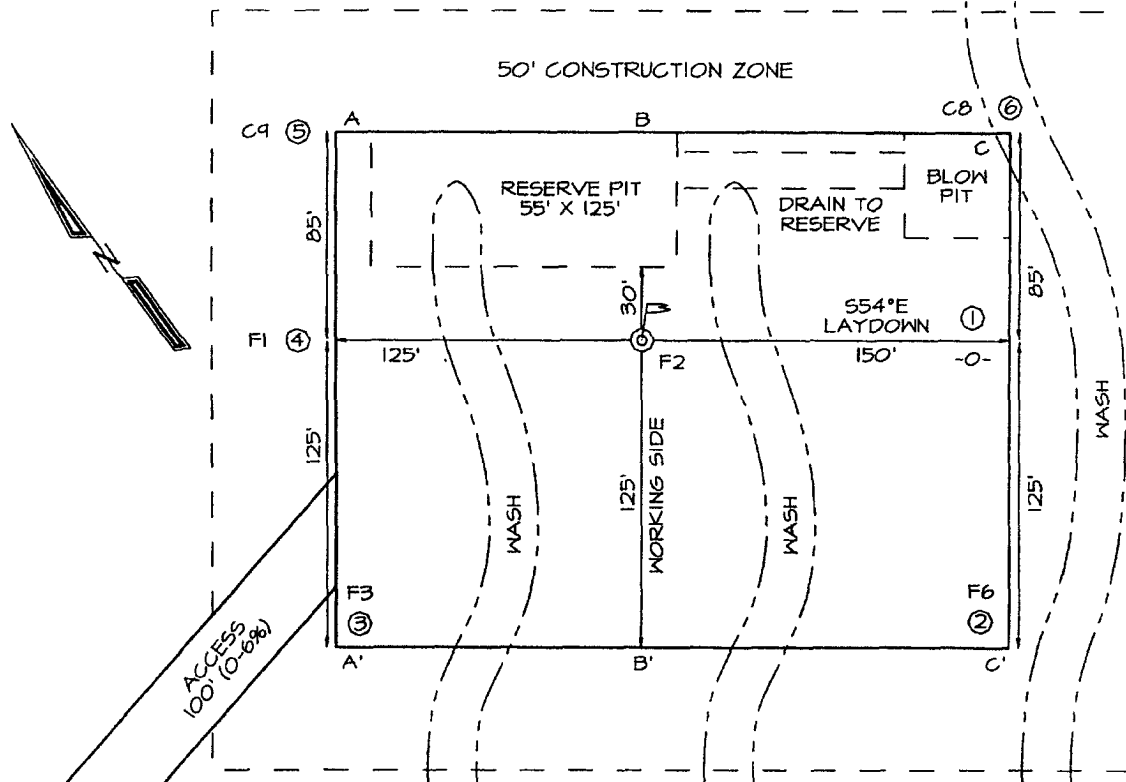 50' CONSTRUCTION ZONE
C8 ⑥
C9 ⑤
A
B
C
RESERVE PIT
55' X 125'
BLOW
PIT
DRAIN TO
RESERVE
85'
85'
N
30'
S54°E
LAYDOWN
①
F1 ④
125'
F2
150'
-0-
WASH
125'
125'
WORKING SIDE
125'
WASH
WASH
F3
③
F6
②
ACCESS
100' (0-6%)
A'
B'
C'